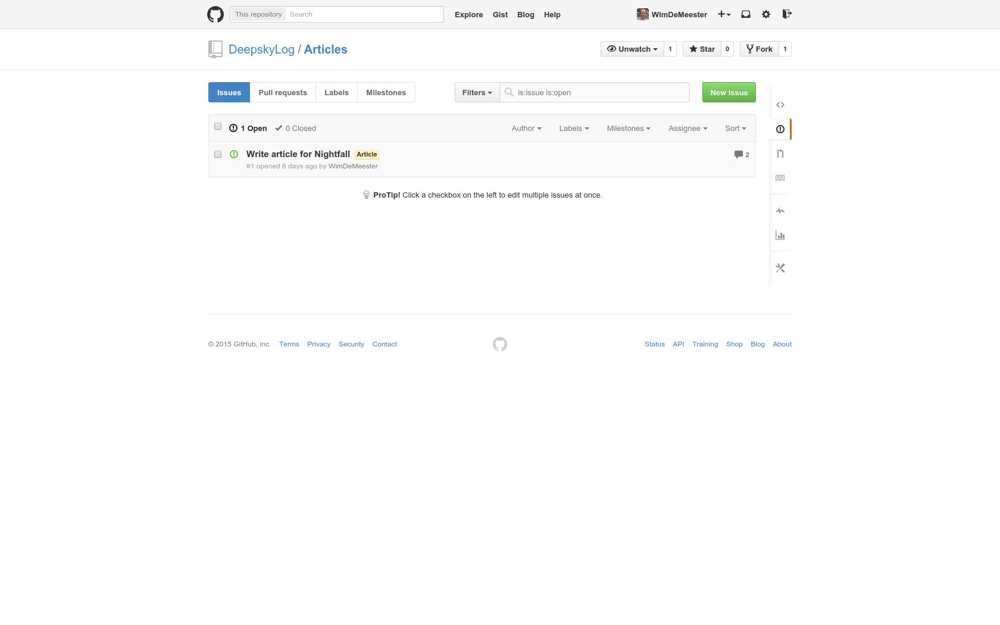 This repository Search Explore Gist Blog Help WimDeMeester
DeepskyLog / Articles Unwatch 1 Star 0 Fork 1
Issues Pull requests Labels Milestones Filters is:issue is:open New issue
1 Open 0 Closed Author Labels Milestones Assignee Sort
Write article for Nightfall Article 2
#1 opened 8 days ago by WimDeMeester
ProTip! Click a checkbox on the left to edit multiple issues at once.
© 2015 GitHub, Inc. Terms Privacy Security Contact Status API Training Shop Blog About